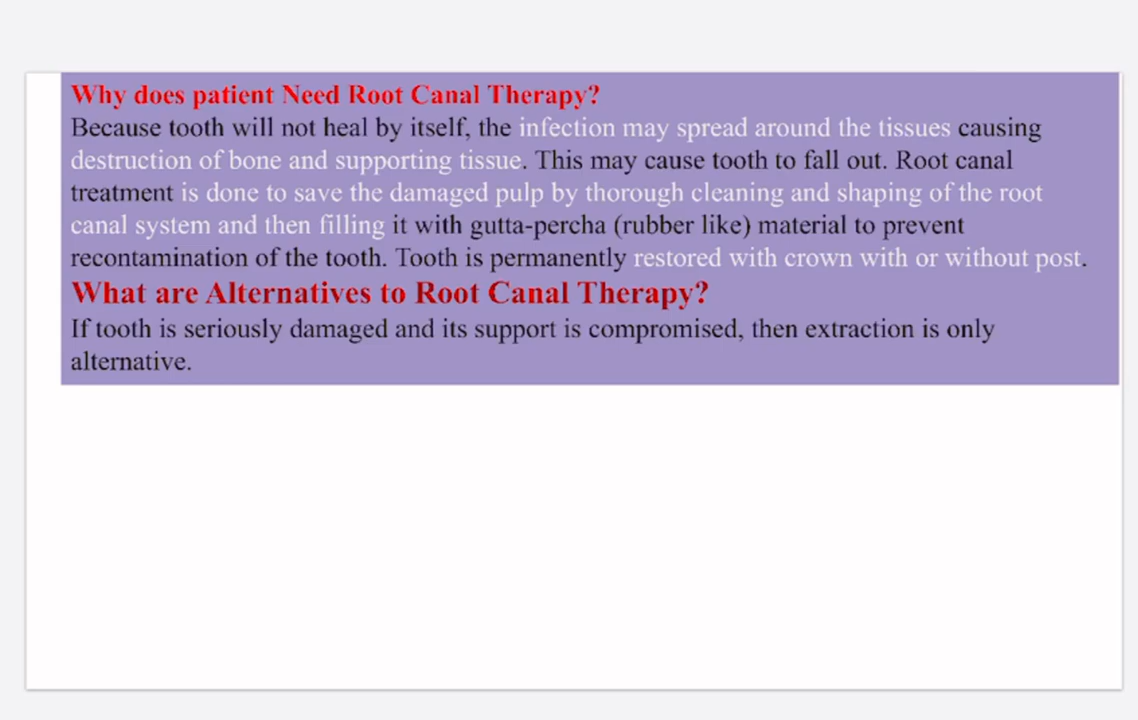 Why does patient Need Root Canal Therapy?
Because tooth will not heal by itself, the infection may spread around the tissues causing
destruction of bone and supporting tissue. This may cause tooth to fall out. Root canal
treatment is done to save the damaged pulp by thorough cleaning and shaping of the root
canal system and then filling it with gutta-percha (rubber like) material to prevent
recontamination of the tooth. Tooth is permanently restored with crown with or without post.
What are Alternatives to Root Canal Therapy?
If tooth is seriously damaged and its support is compromised, then extraction is only
alternative.